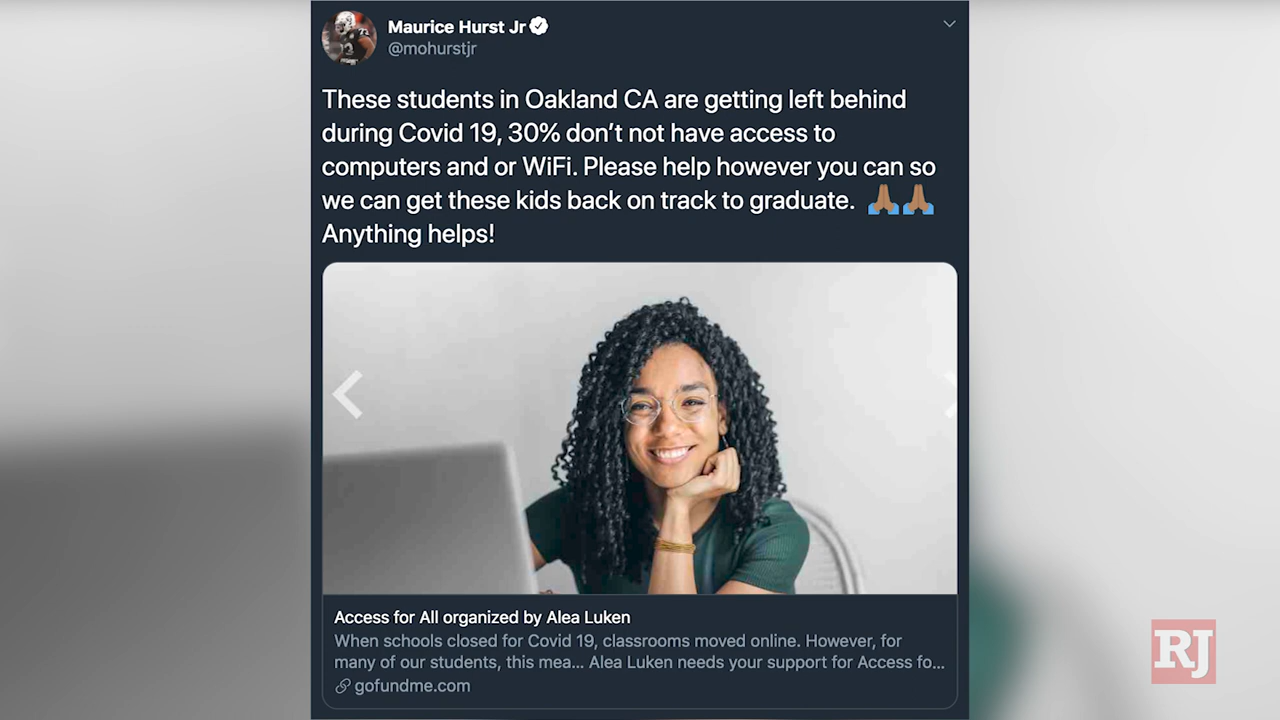 Maurice Hurst Jr
@mohurstjr
These students in Oakland CA are getting left behind
during Covid 19, 30% don’t not have access to
computers and or WiFi. Please help however you can so
we can get these kids back on track to graduate. 🙏🏽🙏🏽
Anything helps!
Access for All organized by Alea Luken
When schools closed for Covid 19, classrooms moved online. However, for
many of our students, this mea... Alea Luken needs your support for Access fo...
gofundme.com
RJ